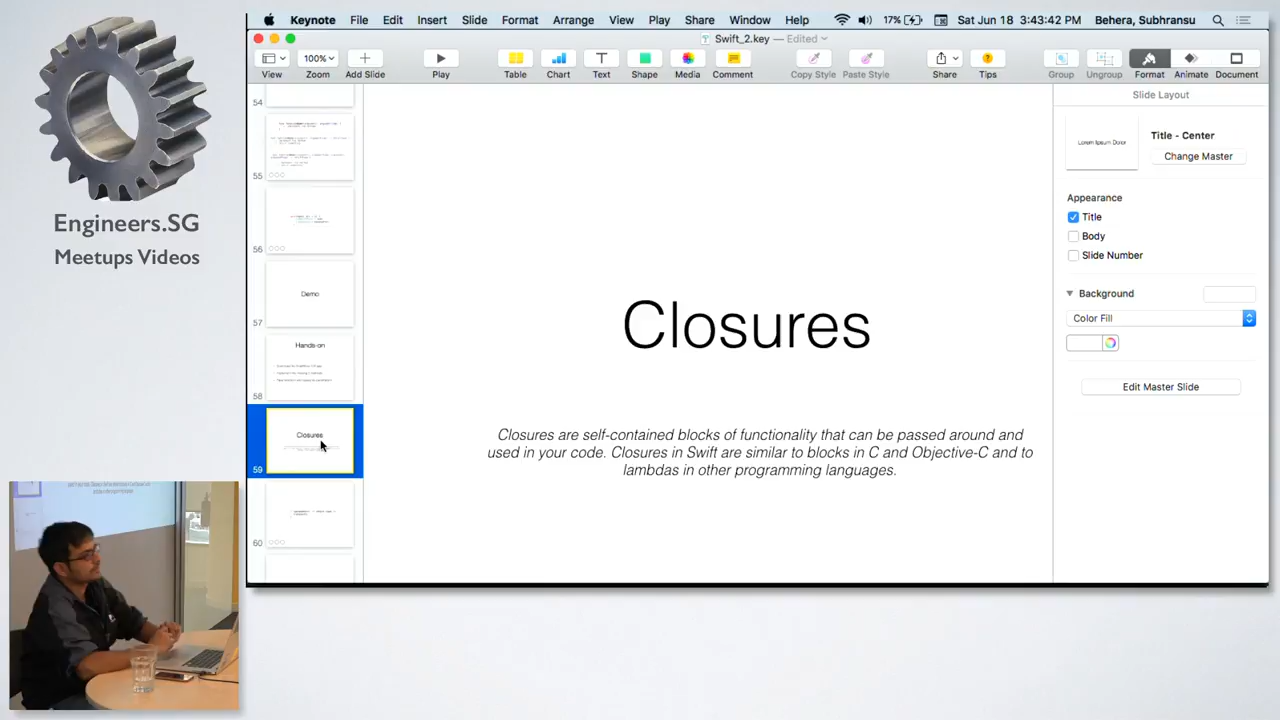 Keynote File Edit Insert Slide Format Arrange View Play Share Window Help 17% Sat Jun 18 3:43:42 PM Behera, Subhransu
Swift_2.key — Edited
100%
View Zoom Add Slide Play Table Chart Text Shape Media Comment Copy Style Paste Style Share Tips Group Ungroup Format Animate Document
Engineers.SG
Meetups Videos
54
55
56
Demo
57
Hands-on
58
Closures
59
60
Closures
Closures are self-contained blocks of functionality that can be passed around and
used in your code. Closures in Swift are similar to blocks in C and Objective-C and to
lambdas in other programming languages.
Slide Layout
Lorem Ipsum Dolor
Title - Center
Change Master
Appearance
Title
Body
Slide Number
Background
Color Fill
Edit Master Slide